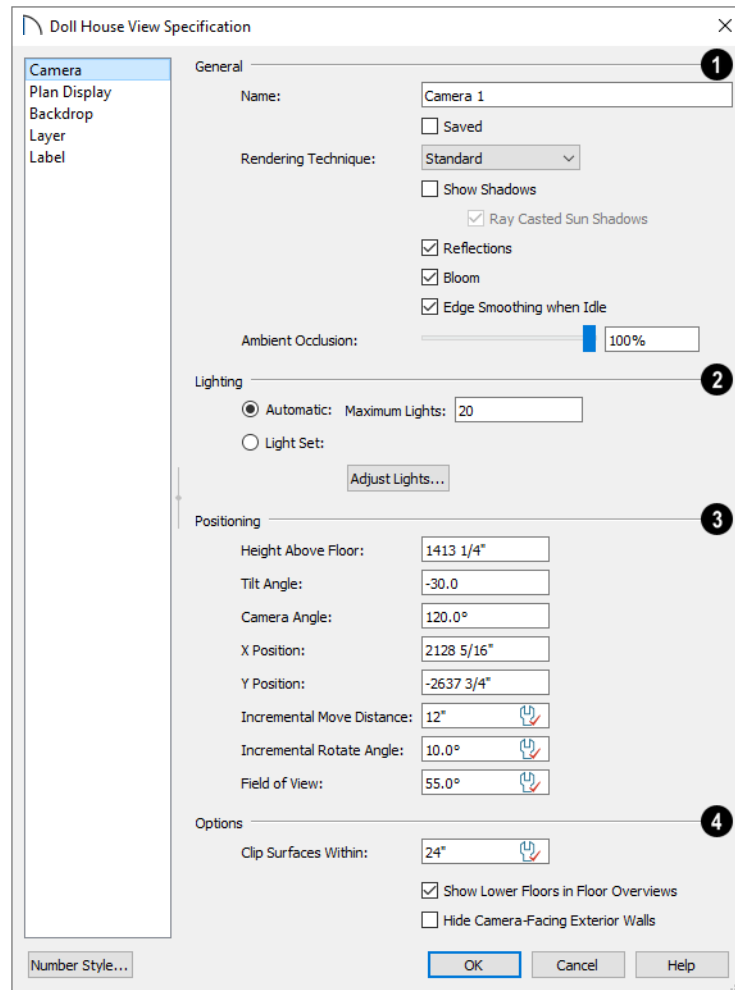 Doll House View Specification
Camera
Plan Display
Backdrop
Layer
Label
General
1
Name: Camera 1
Saved
Rendering Technique: Standard
Show Shadows
Ray Casted Sun Shadows
Reflections
Bloom
Edge Smoothing when Idle
Ambient Occlusion: 100%
Lighting
2
Automatic: Maximum Lights: 20
Light Set:
Adjust Lights...
Positioning
3
Height Above Floor: 1413 1/4"
Tilt Angle: -30.0
Camera Angle: 120.0°
X Position: 2128 5/16"
Y Position: -2637 3/4"
Incremental Move Distance: 12"
Incremental Rotate Angle: 10.0°
Field of View: 55.0°
Options
4
Clip Surfaces Within: 24"
Show Lower Floors in Floor Overviews
Hide Camera-Facing Exterior Walls
Number Style... OK Cancel Help